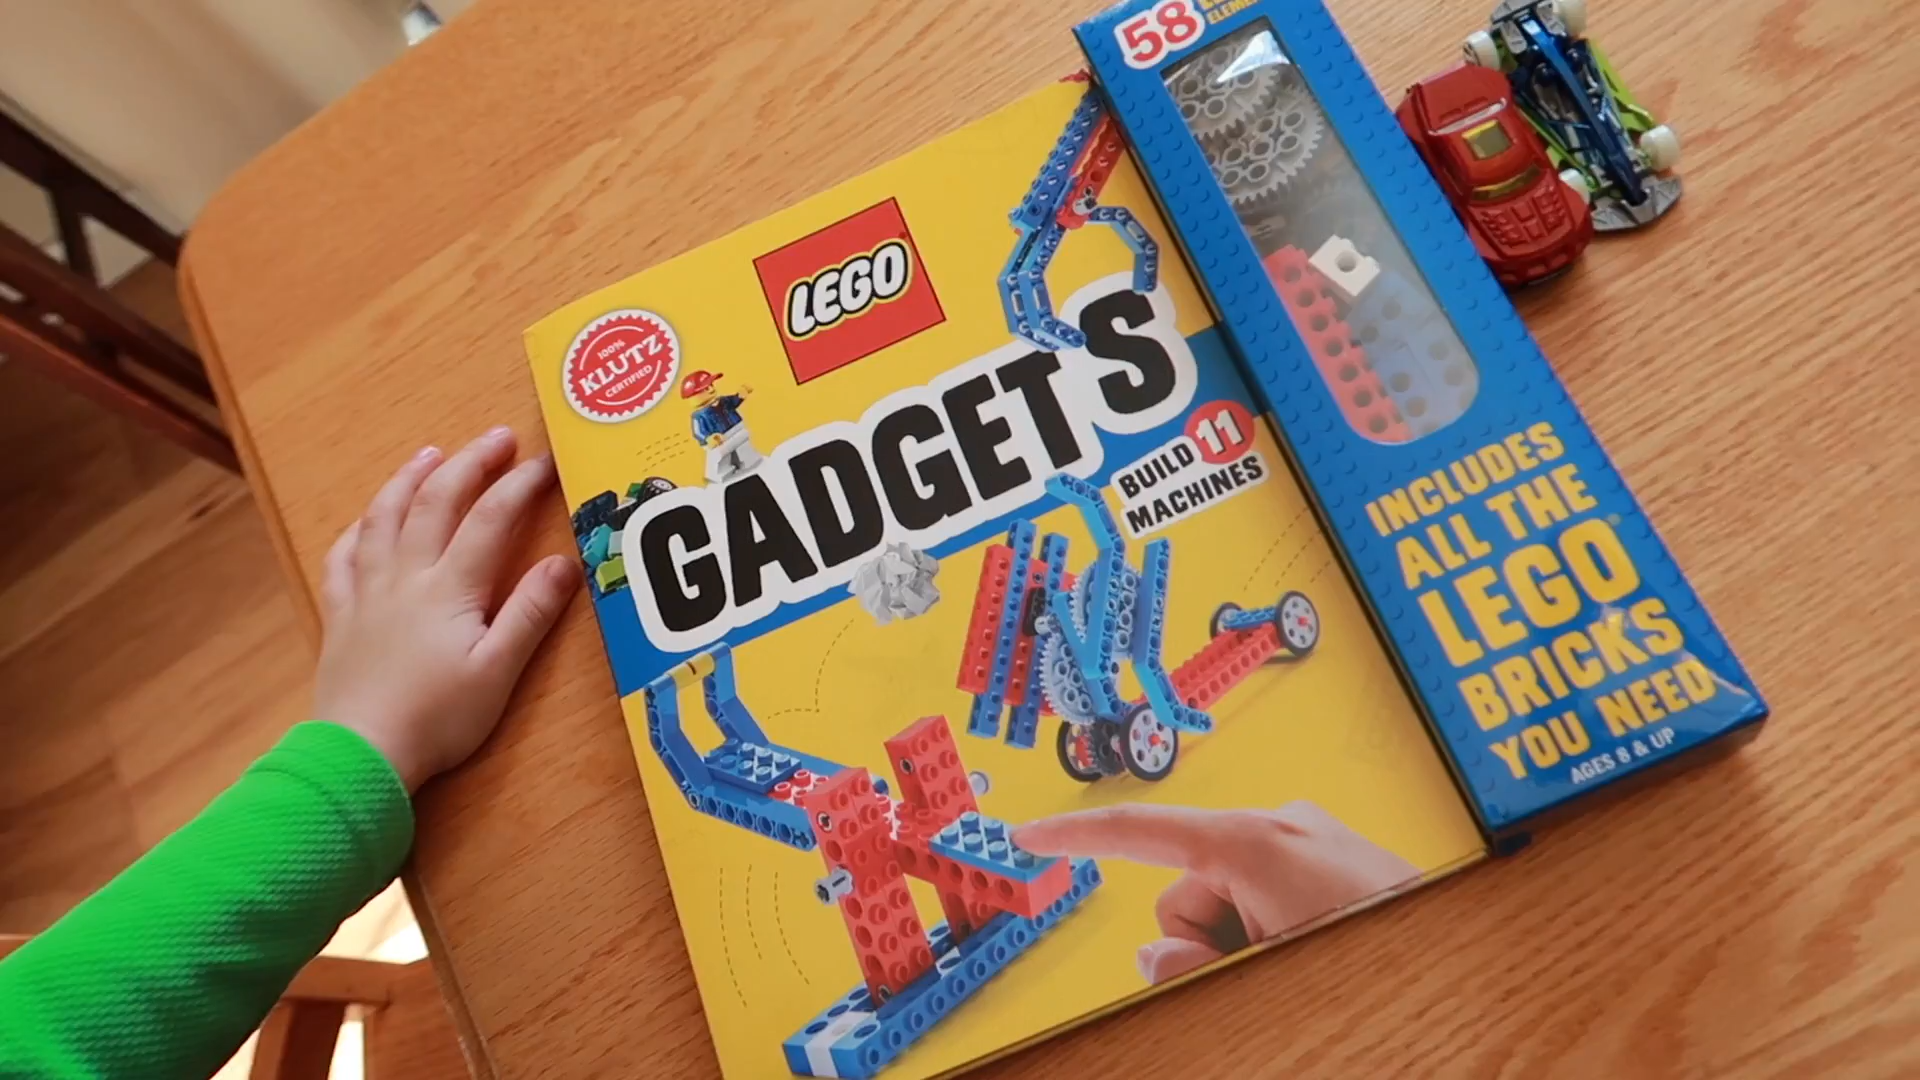 58
LEGO
100%
KLUTZ
CERTIFIED
GADGETS
BUILD 11
MACHINES
INCLUDES
ALL THE
LEGO®
BRICKS
YOU NEED
AGES 8 & UP